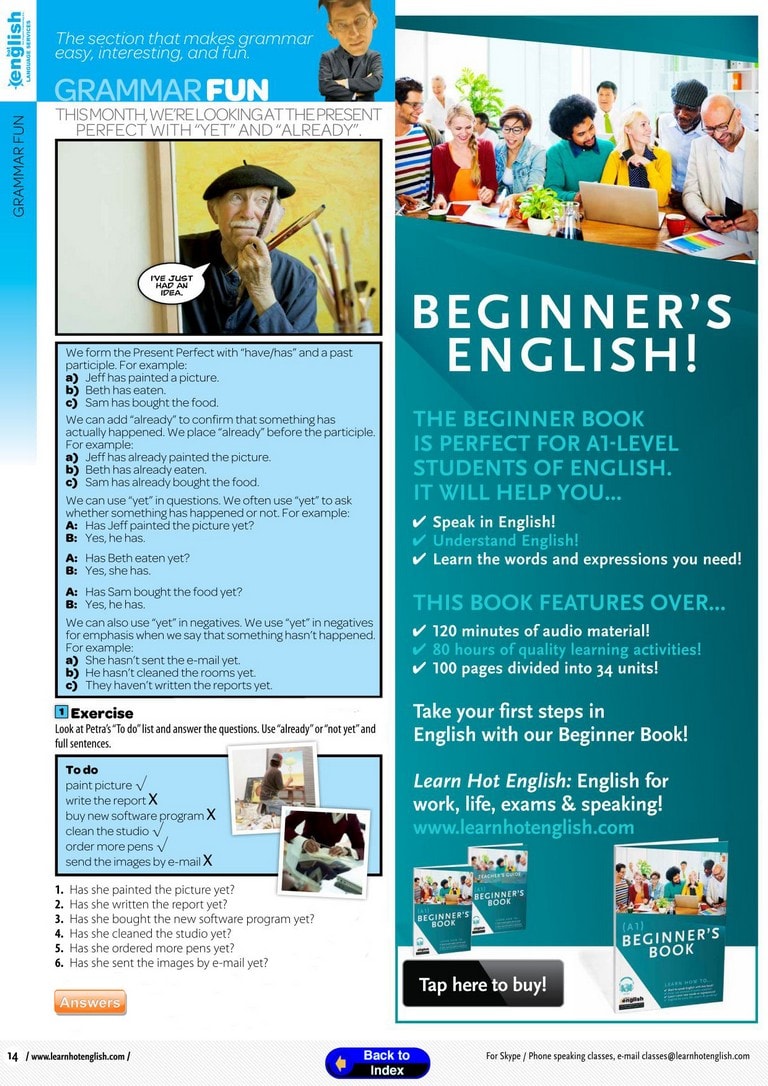 hot
english
LANGUAGE SERVICES
GRAMMAR FUN
The section that makes grammar
easy, interesting, and fun.
GRAMMAR FUN
THIS MONTH, WE'RE LOOKING AT THE PRESENT
PERFECT WITH “YET” AND “ALREADY”.
I'VE JUST
HAD AN
IDEA.
We form the Present Perfect with “have/has” and a past
participle. For example:
a) Jeff has painted a picture.
b) Beth has eaten.
c) Sam has bought the food.
We can add “already” to confirm that something has
actually happened. We place “already” before the participle.
For example:
a) Jeff has already painted the picture.
b) Beth has already eaten.
c) Sam has already bought the food.
We can use “yet” in questions. We often use “yet” to ask
whether something has happened or not. For example:
A: Has Jeff painted the picture yet?
B: Yes, he has.
A: Has Beth eaten yet?
B: Yes, she has.
A: Has Sam bought the food yet?
B: Yes, he has.
We can also use “yet” in negatives. We use “yet” in negatives
for emphasis when we say that something hasn't happened.
For example:
a) She hasn't sent the e-mail yet.
b) He hasn't cleaned the rooms yet.
c) They haven't written the reports yet.
1 Exercise
Look at Petra's “To do” list and answer the questions. Use “already” or “not yet” and
full sentences.
To do
paint picture √
write the report X
buy new software program X
clean the studio √
order more pens √
send the images by e-mail X
1. Has she painted the picture yet?
2. Has she written the report yet?
3. Has she bought the new software program yet?
4. Has she cleaned the studio yet?
5. Has she ordered more pens yet?
6. Has she sent the images by e-mail yet?
Answers
BEGINNER'S
ENGLISH!
THE BEGINNER BOOK
IS PERFECT FOR A1-LEVEL
STUDENTS OF ENGLISH.
IT WILL HELP YOU...
✔ Speak in English!
✔ Understand English!
✔ Learn the words and expressions you need!
THIS BOOK FEATURES OVER...
✔ 120 minutes of audio material!
✔ 80 hours of quality learning activities!
✔ 100 pages divided into 34 units!
Take your first steps in
English with our Beginner Book!
Learn Hot English: English for
work, life, exams & speaking!
www.learnhotenglish.com
(A1)
BEGINNER'S
BOOK
TEACHER'S GUIDE
(A1)
BEGINNER'S
BOOK
(A1)
BEGINNER'S
BOOK
LEARN HOW TO...
english
Tap here to buy!
14 / www.learnhotenglish.com /
Back to
Index
For Skype / Phone speaking classes, e-mail classes@learnhotenglish.com